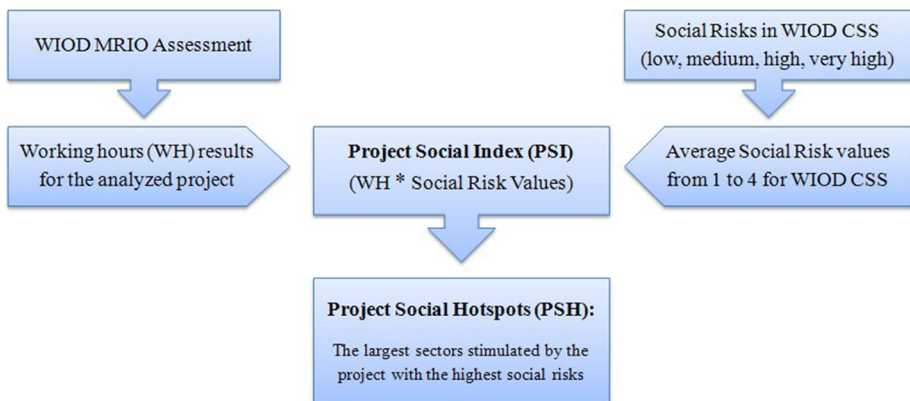 WIOD MRIO Assessment
Social Risks in WIOD CSS
(low, medium, high, very high)
Working hours (WH) results
for the analyzed project
Project Social Index (PSI)
(WH * Social Risk Values)
Average Social Risk values
from 1 to 4 for WIOD CSS
Project Social Hotspots (PSH):
The largest sectors stimulated by the
project with the highest social risks